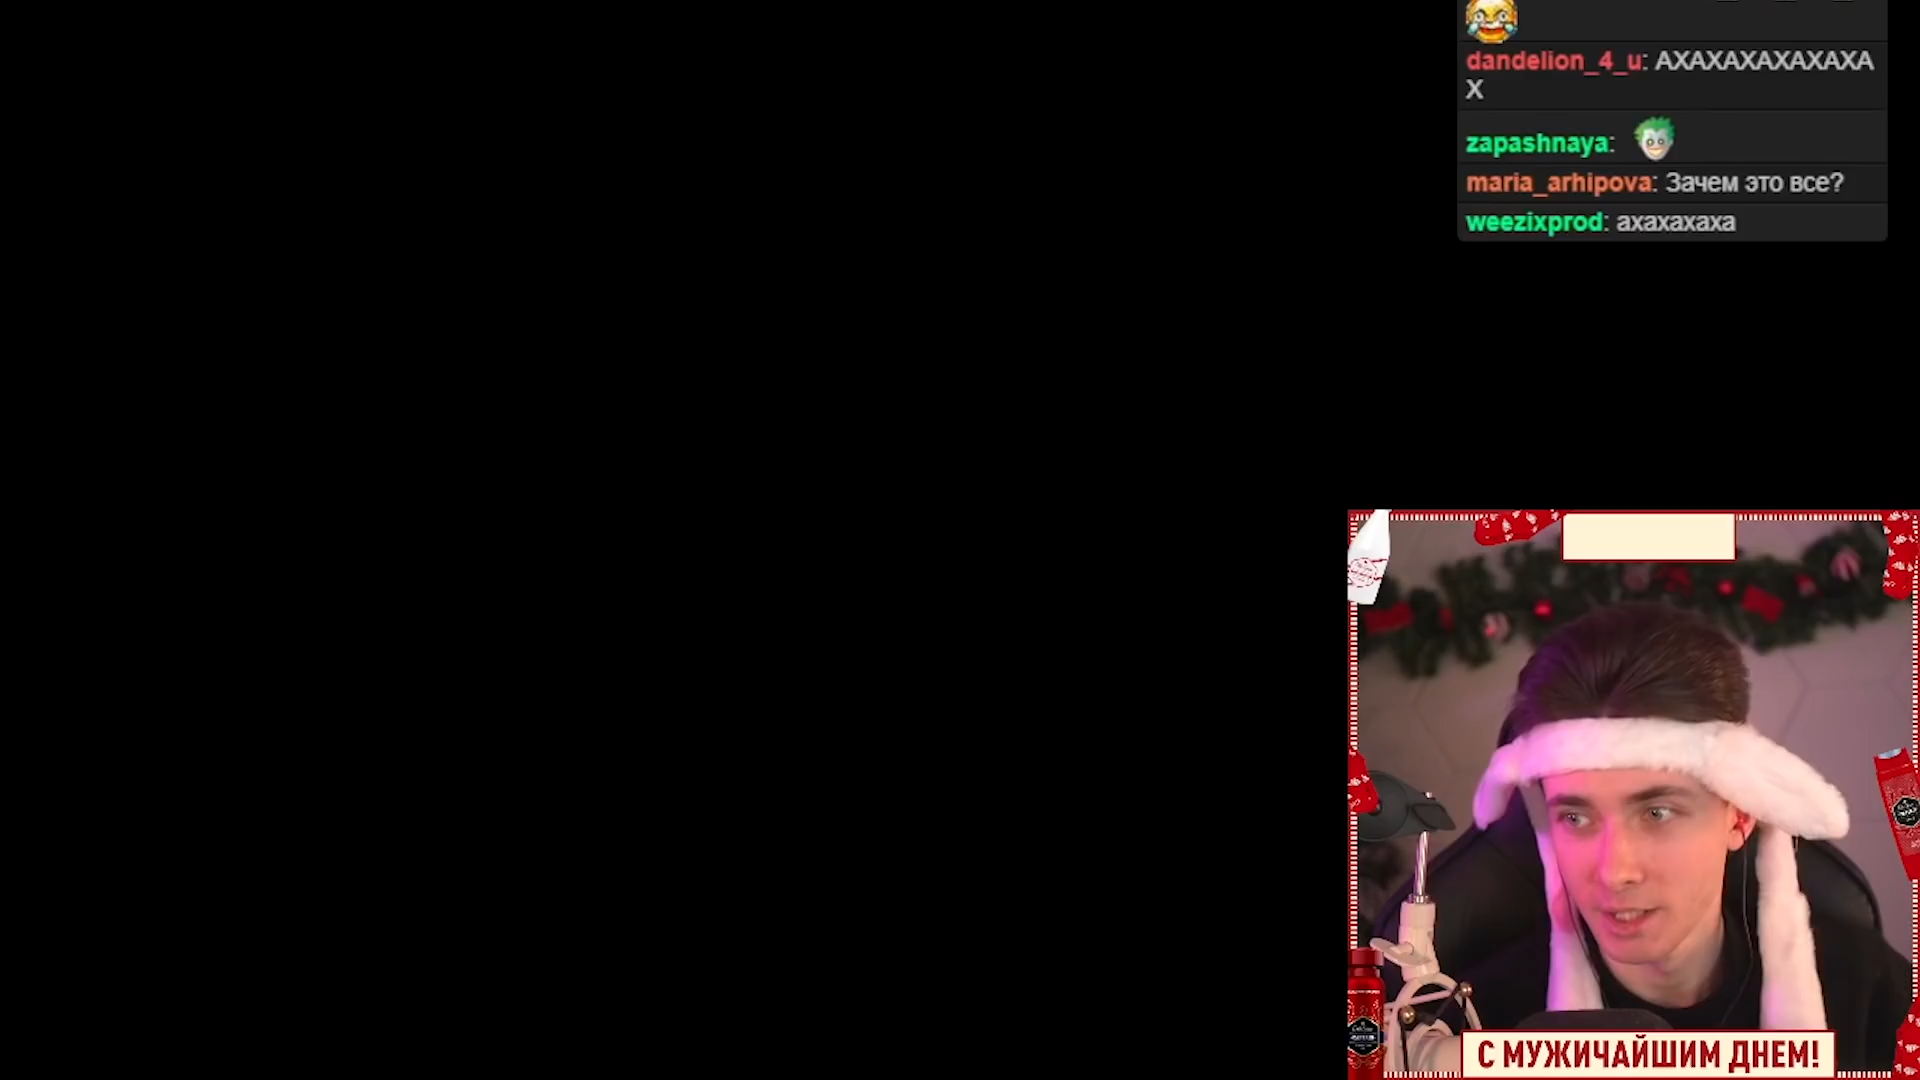 dandelion_4_u: АХАХАХАХАХАХА
Х
zapashnaya:
maria_arhipova: Зачем это все?
weezixprod: ахахахаха
С МУЖИЧАЙШИМ ДНЕМ!